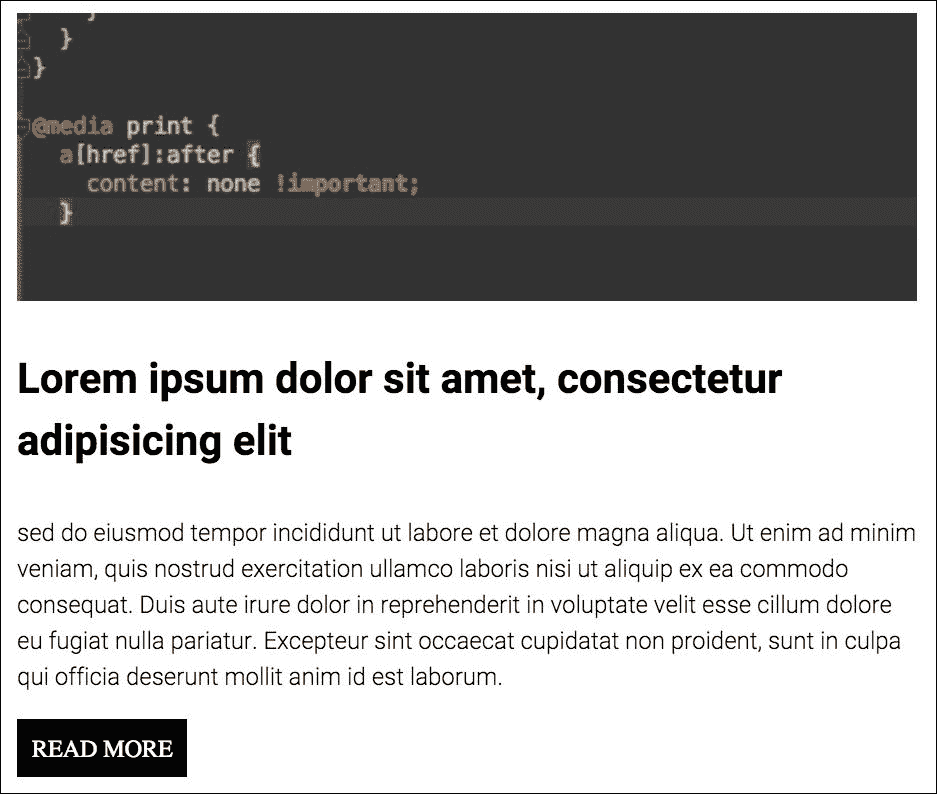 }
}
}
@media print {
a[href]:after {
content: none !important;
}
Lorem ipsum dolor sit amet, consectetur
adipisicing elit
sed do eiusmod tempor incididunt ut labore et dolore magna aliqua. Ut enim ad minim
veniam, quis nostrud exercitation ullamco laboris nisi ut aliquip ex ea commodo
consequat. Duis aute irure dolor in reprehenderit in voluptate velit esse cillum dolore
eu fugiat nulla pariatur. Excepteur sint occaecat cupidatat non proident, sunt in culpa
qui officia deserunt mollit anim id est laborum.
READ MORE